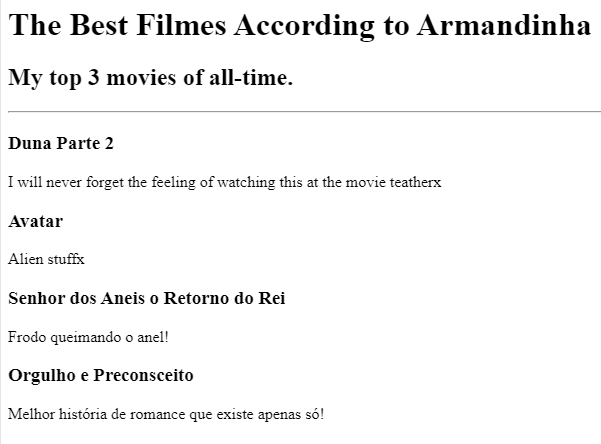 The Best Filmes According to Armandinha
My top 3 movies of all-time.
Duna Parte 2
I will never forget the feeling of watching this at the movie teatherx
Avatar
Alien stuffx
Senhor dos Aneis o Retorno do Rei
Frodo queimando o anel!
Orgulho e Preconsceito
Melhor história de romance que existe apenas só!